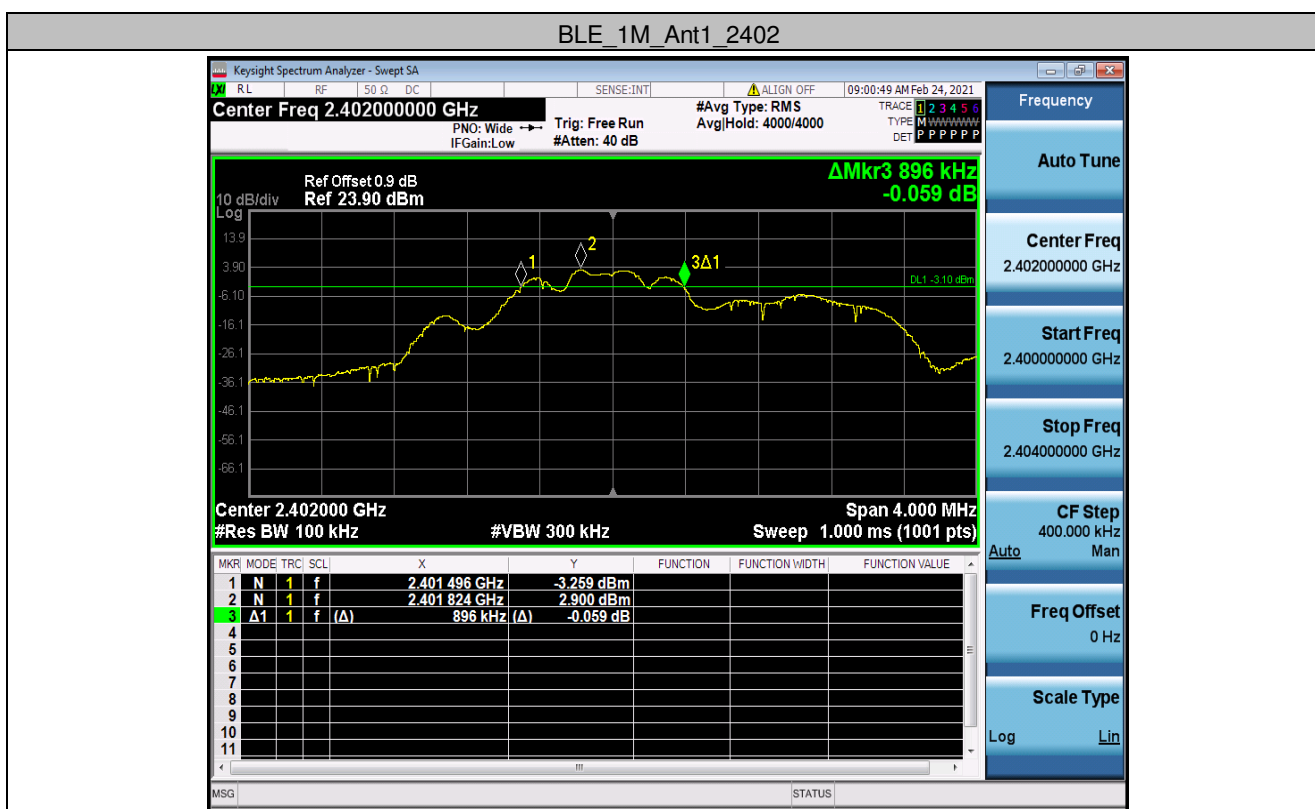 BLE_1M_Ant1_2402
Keysight Spectrum Analyzer - Swept SA
LXI RL RF 50 Ω DC SENSE:INT ALIGN OFF 09:00:49 AM Feb 24, 2021
Center Freq 2.402000000 GHz #Avg Type: RMS TRACE 1 2 3 4 5 6
PNO: Wide Trig: Free Run Avg|Hold: 4000/4000 TYPE M WWWWW
IFGain:Low #Atten: 40 dB DET P P P P P P
ΔMkr3 896 kHz
-0.059 dB
Ref Offset 0.9 dB
10 dB/div Ref 23.90 dBm
Log
13.9
3.90
-6.10
-16.1
-26.1
-36.1
-46.1
-56.1
-66.1
1
2
3Δ1
DL1 -3.10 dBm
Center 2.402000 GHz Span 4.000 MHz
#Res BW 100 kHz #VBW 300 kHz Sweep 1.000 ms (1001 pts)
MKR MODE TRC SCL X Y FUNCTION FUNCTION WIDTH FUNCTION VALUE
1 N 1 f 2.401 496 GHz -3.259 dBm
2 N 1 f 2.401 824 GHz 2.900 dBm
3 Δ1 1 f (Δ) 896 kHz (Δ) -0.059 dB
4
5
6
7
8
9
10
11
MSG STATUS
Frequency
Auto Tune
Center Freq
2.402000000 GHz
Start Freq
2.400000000 GHz
Stop Freq
2.404000000 GHz
CF Step
400.000 kHz
Auto Man
Freq Offset
0 Hz
Scale Type
Log Lin